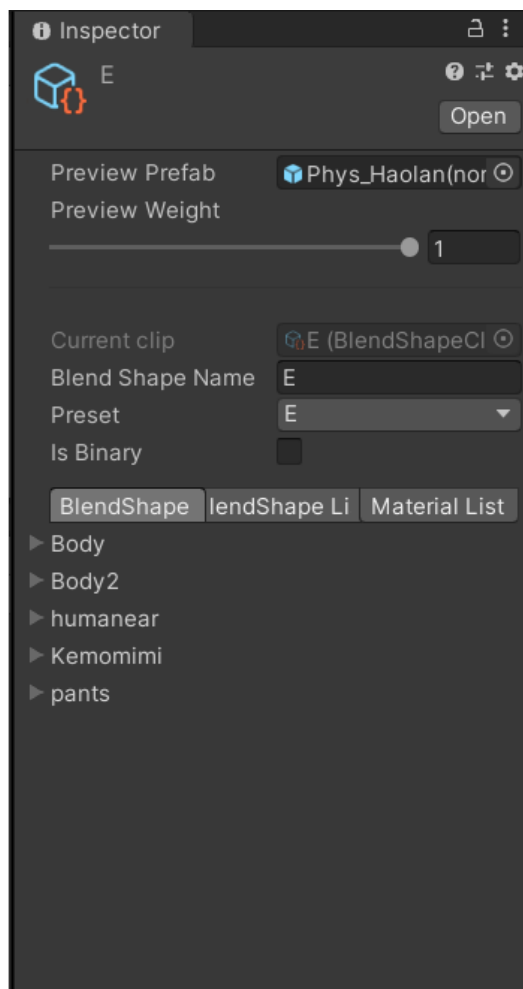 Inspector
E
Open
Preview Prefab Phys_Haolan(nor
Preview Weight
1
Current clip E (BlendShapeCl
Blend Shape Name E
Preset E
Is Binary
BlendShape lendShape Li Material List
Body
Body2
humanear
Kemomimi
pants